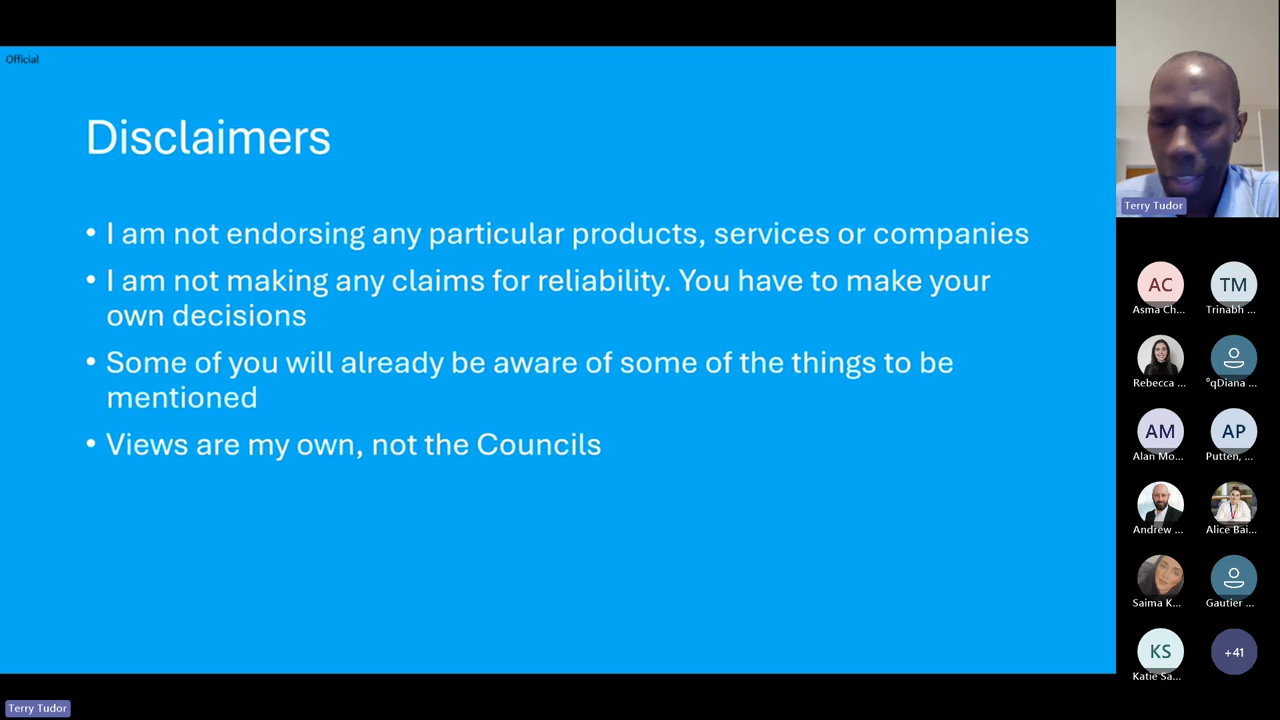 Official
Disclaimers
• I am not endorsing any particular products, services or companies
• I am not making any claims for reliability. You have to make your
own decisions
• Some of you will already be aware of some of the things to be
mentioned
• Views are my own, not the Councils
Terry Tudor
AC
TM
Asma Ch...
Trinabh ...
Rebecca ...
°qDiana ...
AM
AP
Alan Mo...
Putten, ...
Andrew ...
Alice Bai...
Saima K...
Gautier ...
KS
+41
Katie Sa...
Terry Tudor